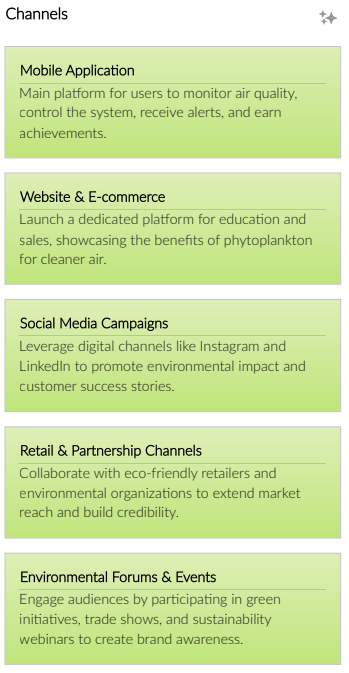 Channels
Mobile Application
Main platform for users to monitor air quality,
control the system, receive alerts, and earn
achievements.
Website & E-commerce
Launch a dedicated platform for education and
sales, showcasing the benefits of phytoplankton
for cleaner air.
Social Media Campaigns
Leverage digital channels like Instagram and
LinkedIn to promote environmental impact and
customer success stories.
Retail & Partnership Channels
Collaborate with eco-friendly retailers and
environmental organizations to extend market
reach and build credibility.
Environmental Forums & Events
Engage audiences by participating in green
initiatives, trade shows, and sustainability
webinars to create brand awareness.